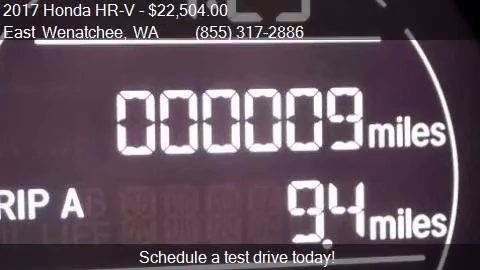 2017 Honda HR-V - $22,504.00
East Wenatchee, WA (855) 317-2886
000009 miles
RIP A 9.4 miles
Schedule a test drive today!